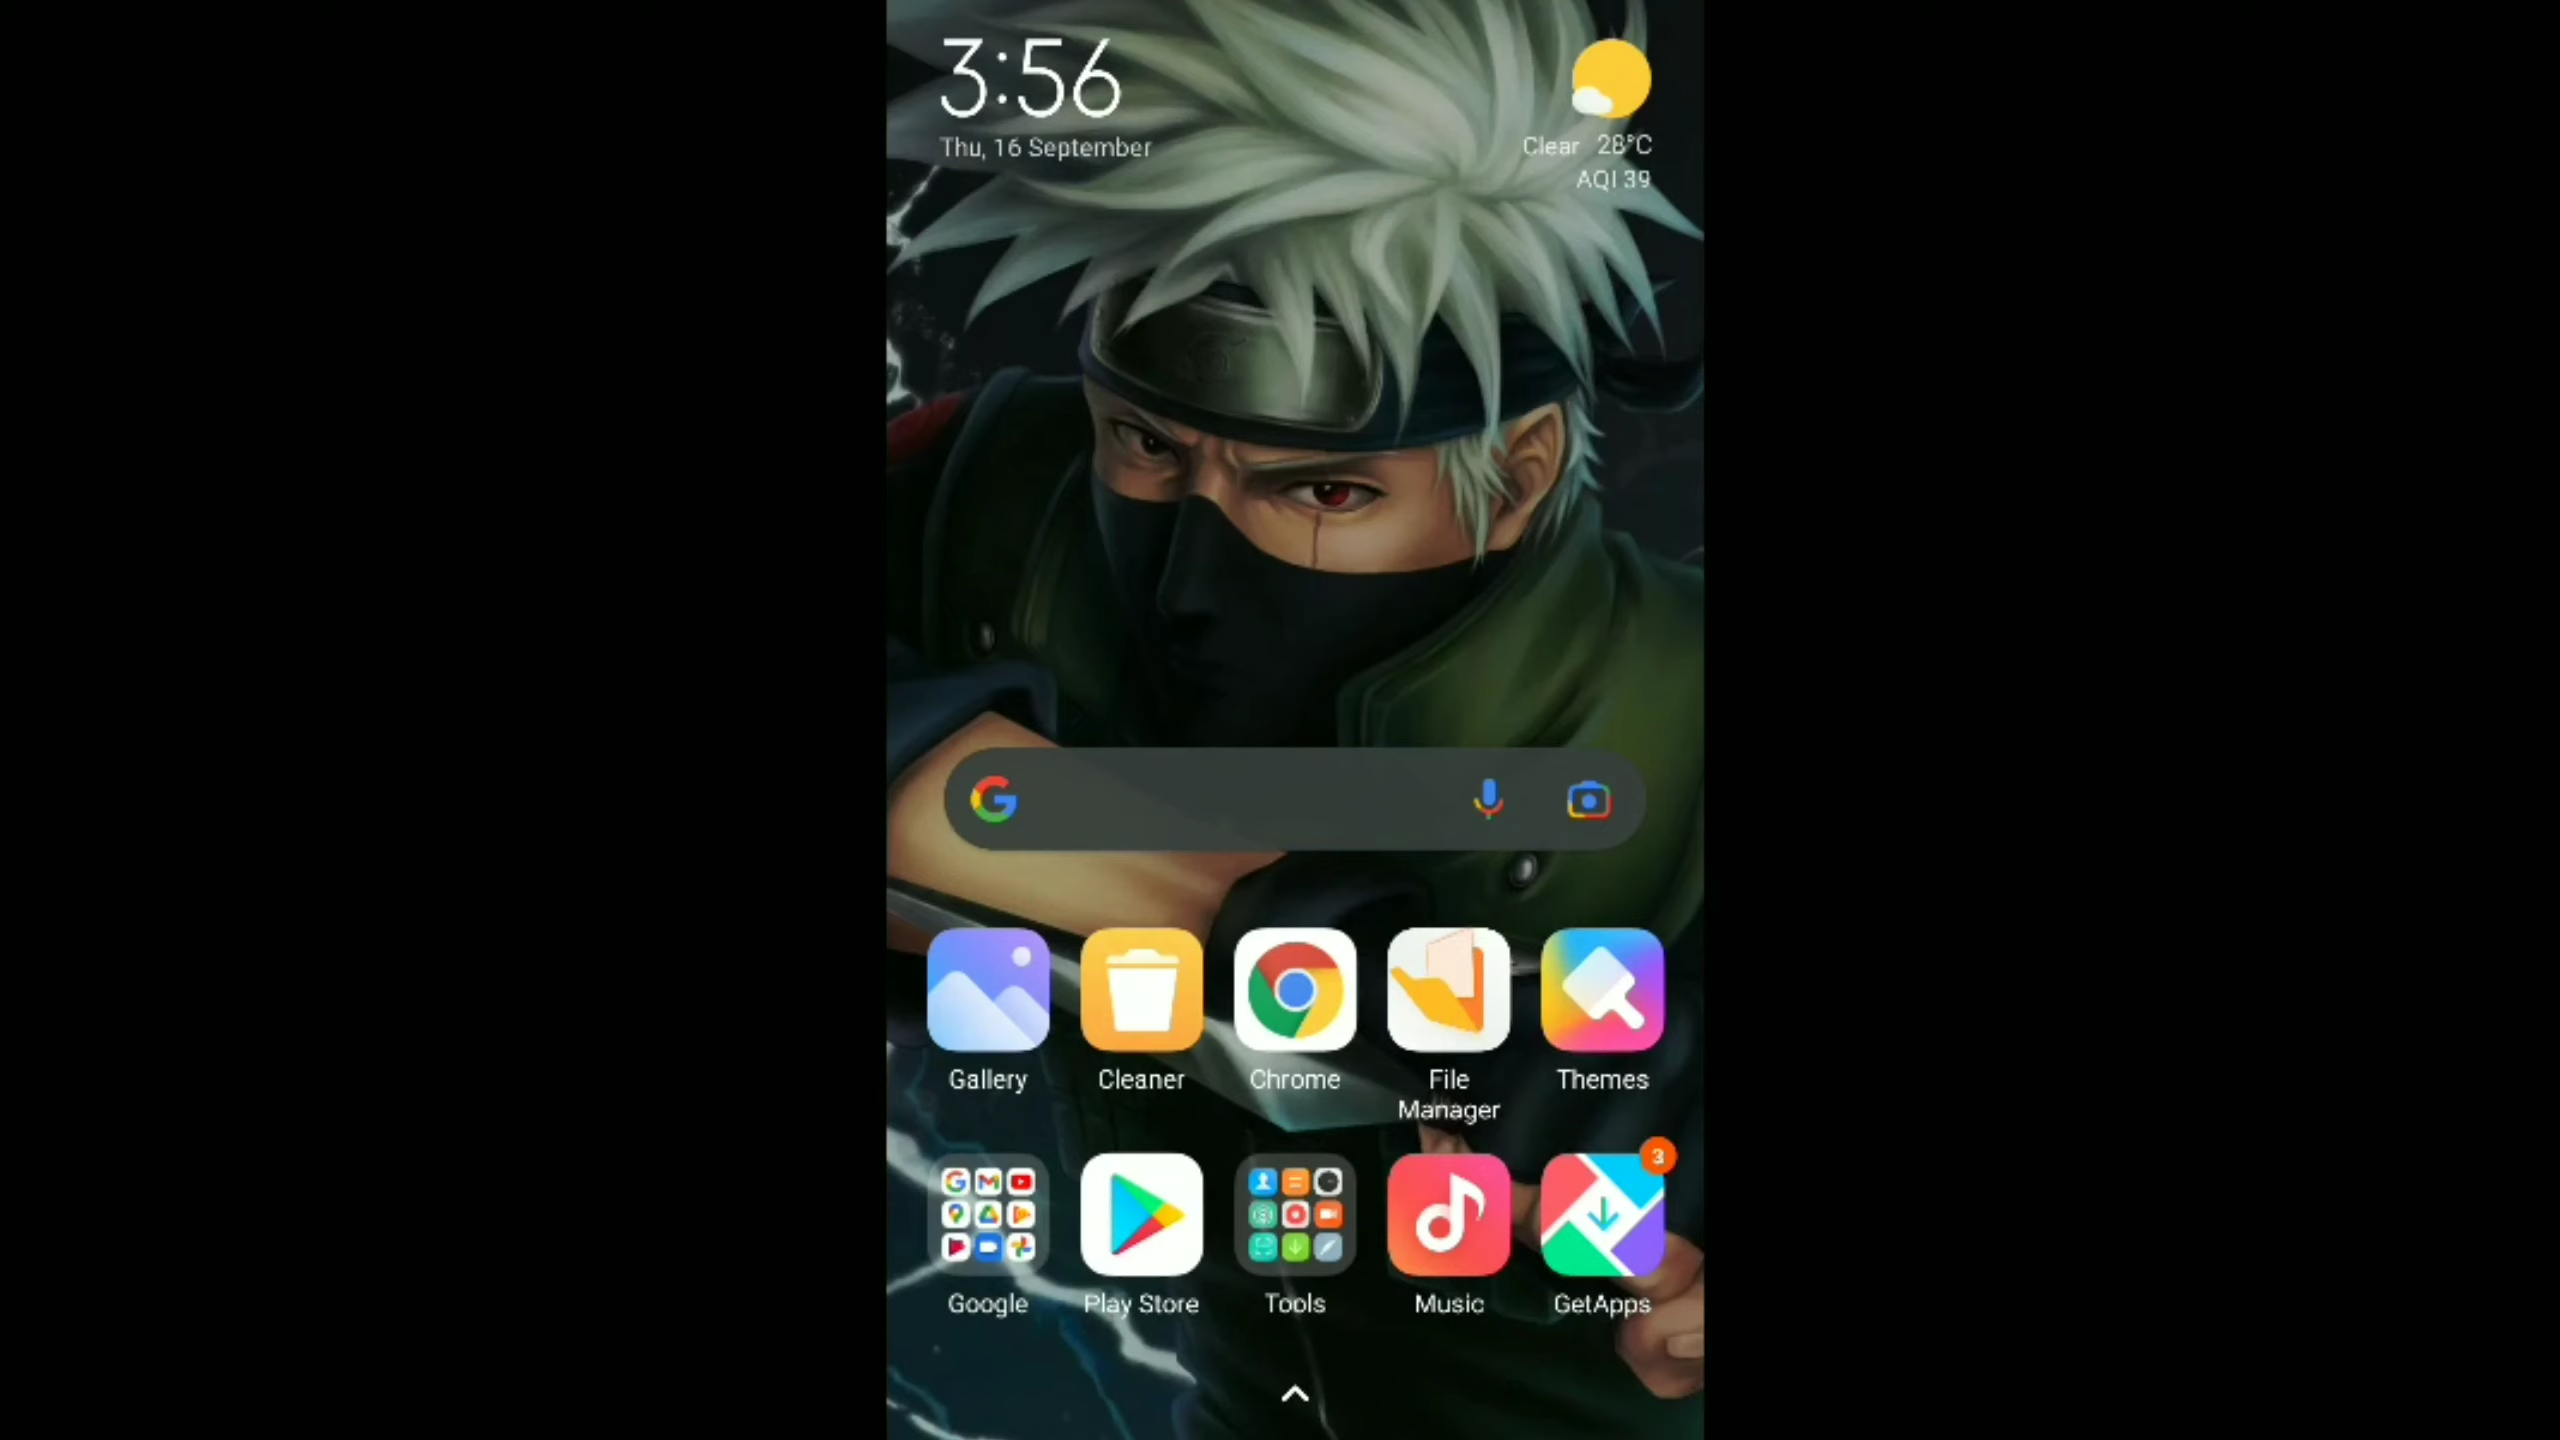 3:56
Thu, 16 September
Clear 28°C
AQI 39
Gallery
Cleaner
Chrome
File
Manager
Themes
3
Google
Play Store
Tools
Music
GetApps